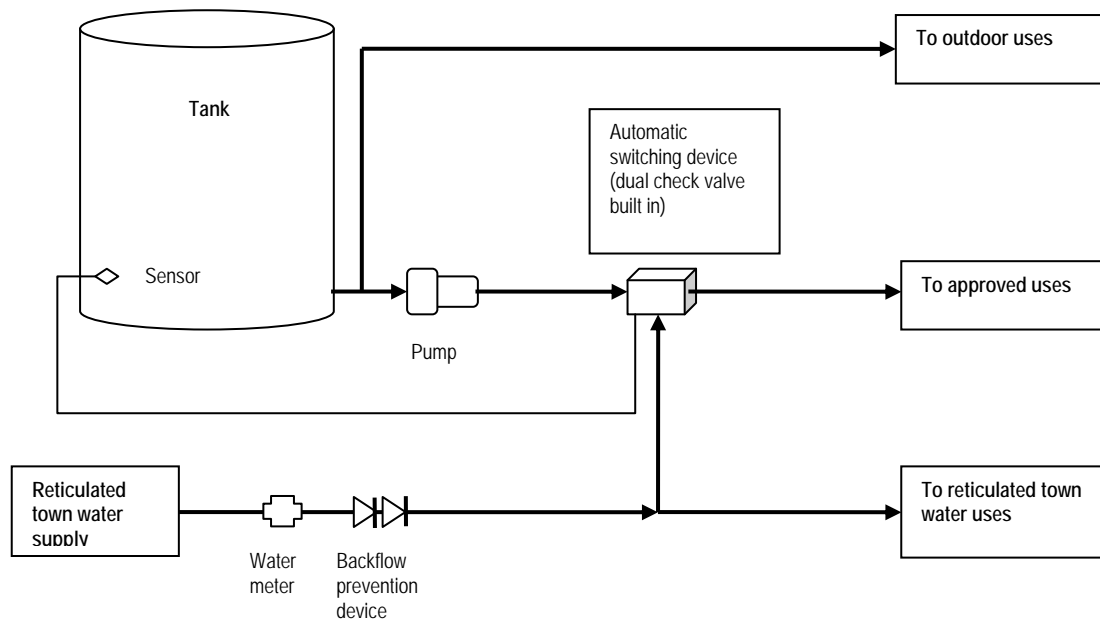 To outdoor uses
Tank
Automatic
switching device
(dual check valve
built in)
Sensor
To approved uses
Pump
Reticulated
town water
supply
To reticulated town
water uses
Water
meter
Backflow
prevention
device